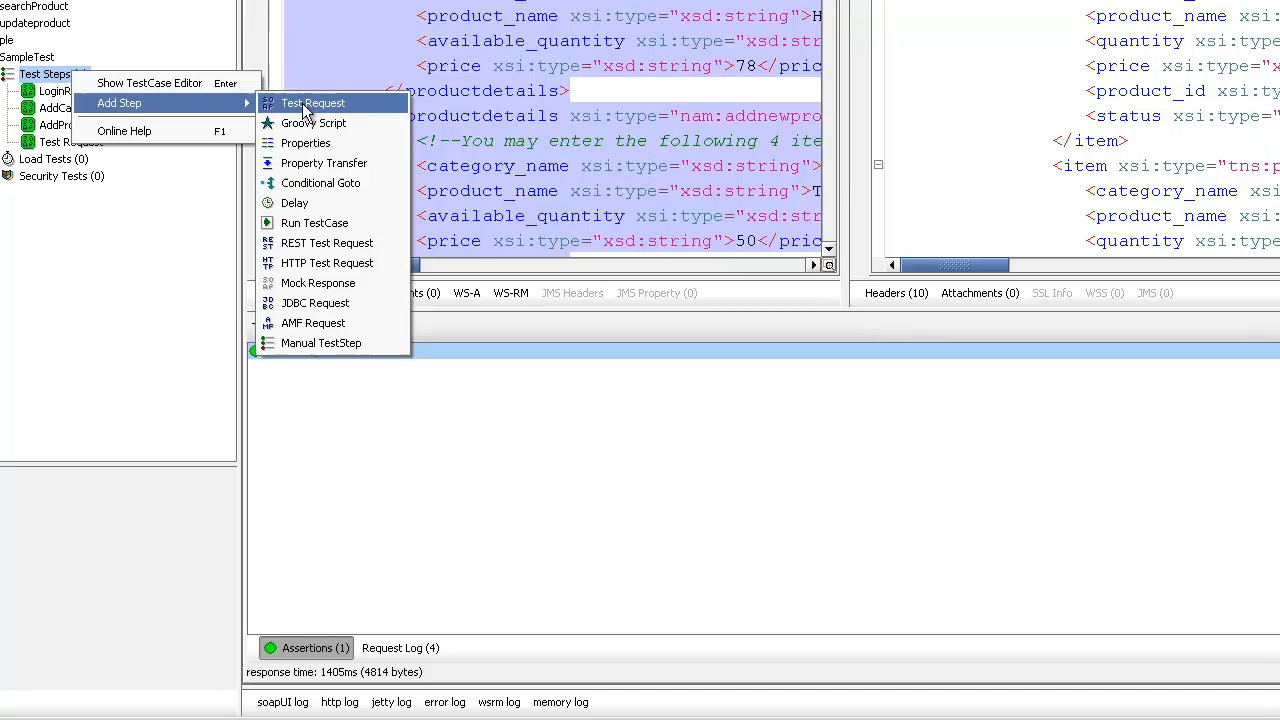 searchProduct
updateproduct
ple
SampleTest
Test Steps
LoginR
AddCa
AddPro
Test Request
Load Tests (0)
Security Tests (0)
Show TestCase Editor Enter
Add Step
Online Help F1
Test Request
Groovy Script
Properties
Property Transfer
Conditional Goto
Delay
Run TestCase
REST Test Request
HTTP Test Request
Mock Response
JDBC Request
AMF Request
Manual TestStep
<product_name xsi:type="xsd:string">H
<available_quantity xsi:type="xsd:str
<price xsi:type="xsd:string">78</pric
</productdetails>
productdetails xsi:type="nam:addnewpro
<!--You may enter the following 4 ite
<category_name xsi:type="xsd:string">
<product_name xsi:type="xsd:string">T
<available_quantity xsi:type="xsd:str
<price xsi:type="xsd:string">50</pric
<product_name xsi:
<quantity xsi:type
<price xsi:type="x
<product_id xsi:ty
<status xsi:type="
</item>
<item xsi:type="tns:p
<category_name xsi
<product_name xsi:
<quantity xsi:type
nts (0) WS-A WS-RM JMS Headers JMS Property (0)
Headers (10) Attachments (0) SSL Info WSS (0) JMS (0)
Assertions (1) Request Log (4)
response time: 1405ms (4814 bytes)
soapUI log http log jetty log error log wsrm log memory log